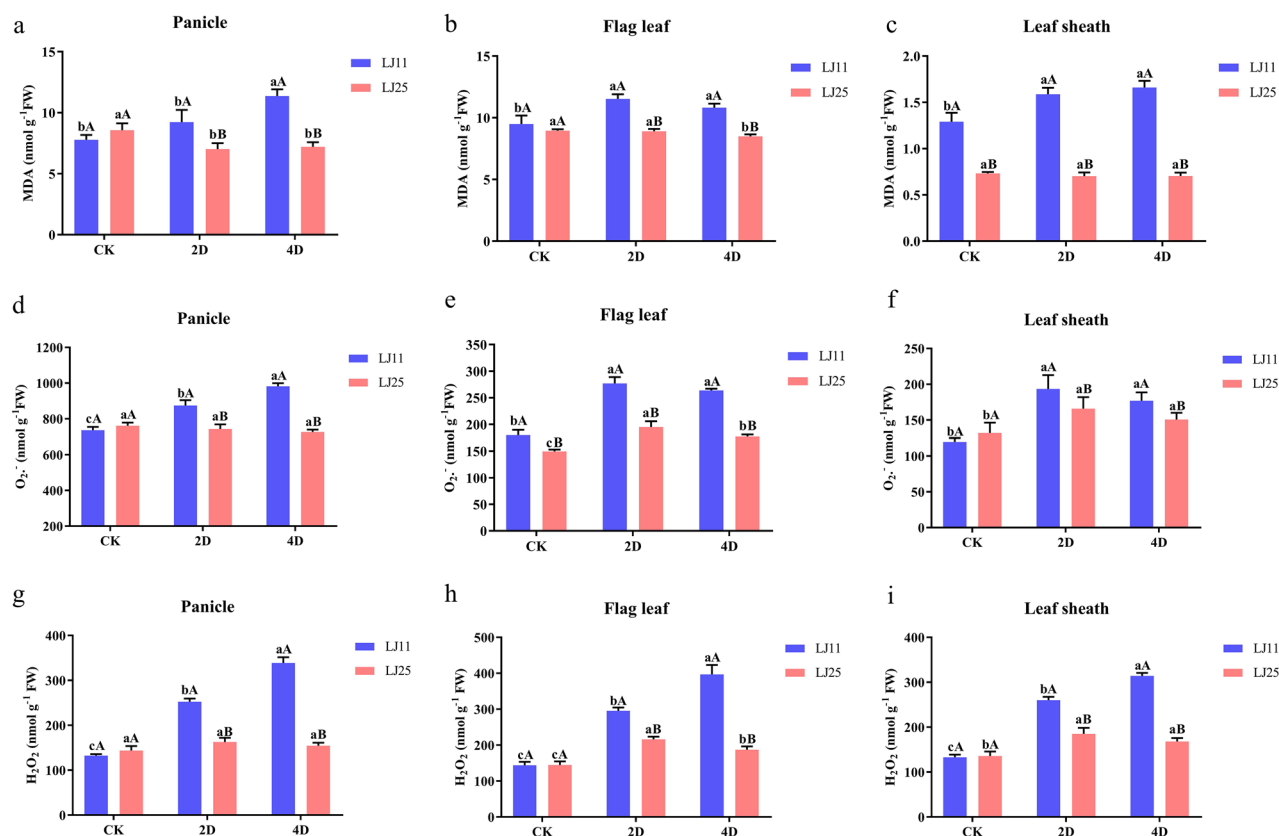 a
Panicle
MDA (nmol g⁻¹FW)
15
10
5
0
bA
aA
bA
bB
aA
bB
CK
2D
4D
LJ11
LJ25
b
Flag leaf
MDA (nmol g⁻¹FW)
15
10
5
0
bA
aA
aA
aB
aA
bB
CK
2D
4D
LJ11
LJ25
c
Leaf sheath
MDA (nmol g⁻¹FW)
2.0
1.5
1.0
0.5
0.0
bA
aB
aA
aB
aA
aB
CK
2D
4D
LJ11
LJ25
d
Panicle
O₂.⁻ (nmol g⁻¹FW)
1200
1000
800
600
400
200
cA
aA
bA
aB
aA
aB
CK
2D
4D
LJ11
LJ25
e
Flag leaf
O₂.⁻ (nmol g⁻¹FW)
350
300
250
200
150
100
50
0
bA
cB
aA
aB
aA
bB
CK
2D
4D
LJ11
LJ25
f
Leaf sheath
O₂.⁻ (nmol g⁻¹FW)
250
200
150
100
50
0
bA
bA
aA
aB
aA
aB
CK
2D
4D
LJ11
LJ25
g
Panicle
H₂O₂ (nmol g⁻¹ FW)
400
300
200
100
0
cA
aA
bA
aB
aA
aB
CK
2D
4D
LJ11
LJ25
h
Flag leaf
H₂O₂ (nmol g⁻¹ FW)
500
400
300
200
100
0
cA
cA
bA
aB
aA
bB
CK
2D
4D
LJ11
LJ25
i
Leaf sheath
H₂O₂ (nmol g⁻¹ FW)
400
300
200
100
0
cA
bA
bA
aB
aA
aB
CK
2D
4D
LJ11
LJ25